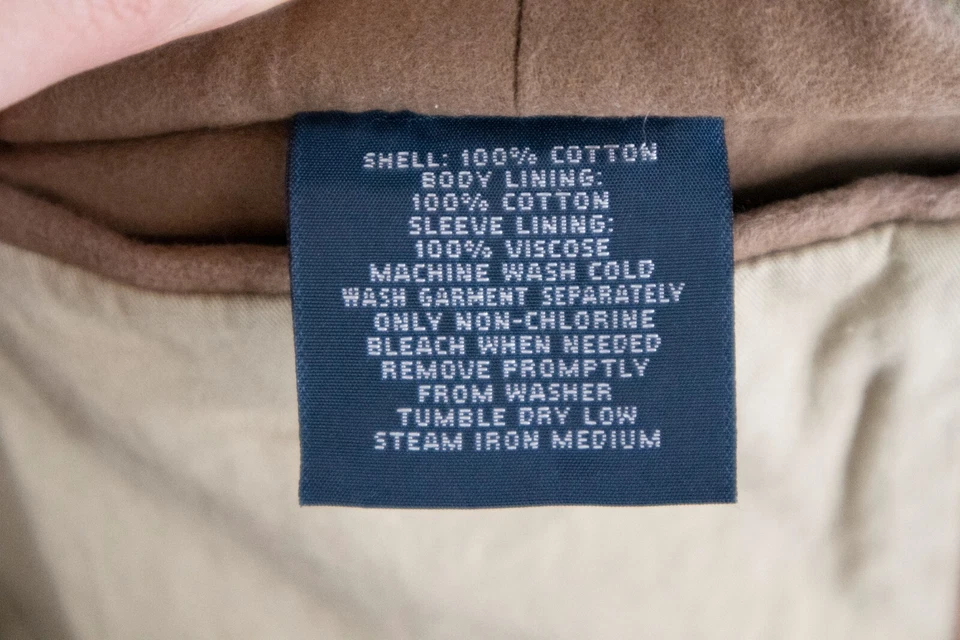 SHELL: 100% COTTON
BODY LINING:
100% COTTON
SLEEVE LINING:
100% VISCOSE
MACHINE WASH COLD
WASH GARMENT SEPARATELY
ONLY NON-CHLORINE
BLEACH WHEN NEEDED
REMOVE PROMPTLY
FROM WASHER
TUMBLE DRY LOW
STEAM IRON MEDIUM